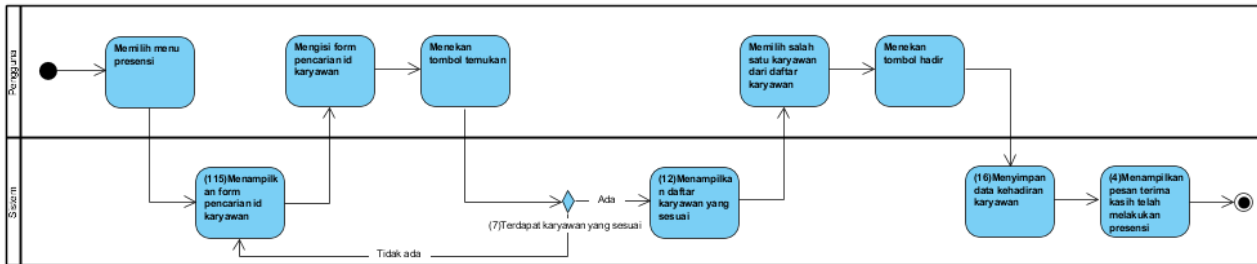 Pengguna
Memilih menu
presensi
Mengisi form
pencarian id
karyawan
Menekan
tombol temukan
Memilih salah
satu karyawan
dari daftar
karyawan
Menekan
tombol hadir
Sistem
(115)Menampil
kan form
pencarian id
karyawan
Ada
(7)Terdapat karyawan yang sesuai
Tidak ada
(12)Menampilka
n daftar
karyawan yang
sesuai
(16)Menyimpan
data kehadiran
karyawan
(4)Menampilkan
pesan terima
kasih telah
melakukan
presensi